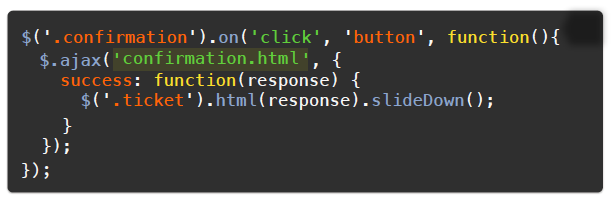 $('.confirmation').on('click', 'button', function(){
  $.ajax('confirmation.html', {
    success: function(response) {
      $('.ticket').html(response).slideDown();
    }
  });
});